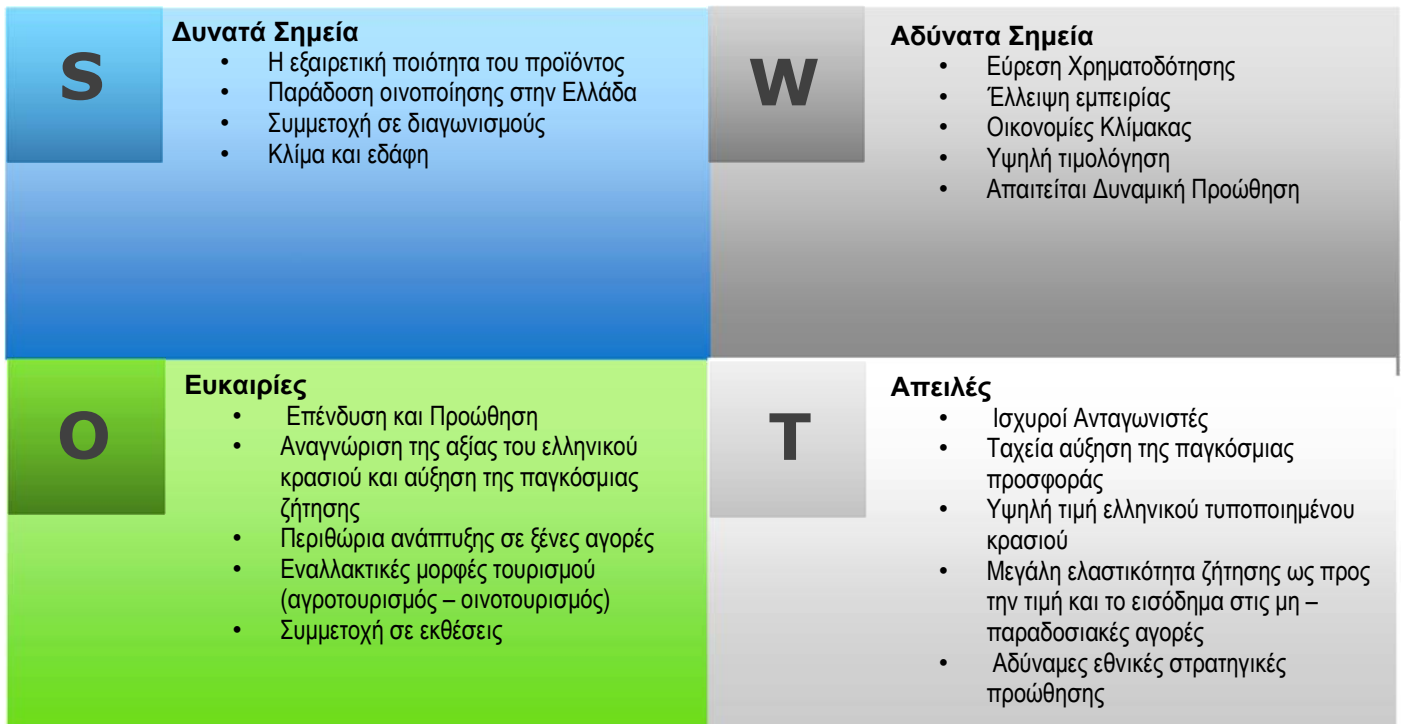 S
Δυνατά Σημεία
• Η εξαιρετική ποιότητα του προϊόντος
• Παράδοση οινοποίησης στην Ελλάδα
• Συμμετοχή σε διαγωνισμούς
• Κλίμα και εδάφη
W
Αδύνατα Σημεία
• Εύρεση Χρηματοδότησης
• Έλλειψη εμπειρίας
• Οικονομίες Κλίμακας
• Υψηλή τιμολόγηση
• Απαιτείται Δυναμική Προώθηση
O
Ευκαιρίες
• Επένδυση και Προώθηση
• Αναγνώριση της αξίας του ελληνικού
κρασιού και αύξηση της παγκόσμιας
ζήτησης
• Περιθώρια ανάπτυξης σε ξένες αγορές
• Εναλλακτικές μορφές τουρισμού
(αγροτουρισμός – οινοτουρισμός)
• Συμμετοχή σε εκθέσεις
T
Απειλές
• Ισχυροί Ανταγωνιστές
• Ταχεία αύξηση της παγκόσμιας
προσφοράς
• Υψηλή τιμή ελληνικού τυποποιημένου
κρασιού
• Μεγάλη ελαστικότητα ζήτησης ως προς
την τιμή και το εισόδημα στις μη –
παραδοσιακές αγορές
• Αδύναμες εθνικές στρατηγικές
προώθησης